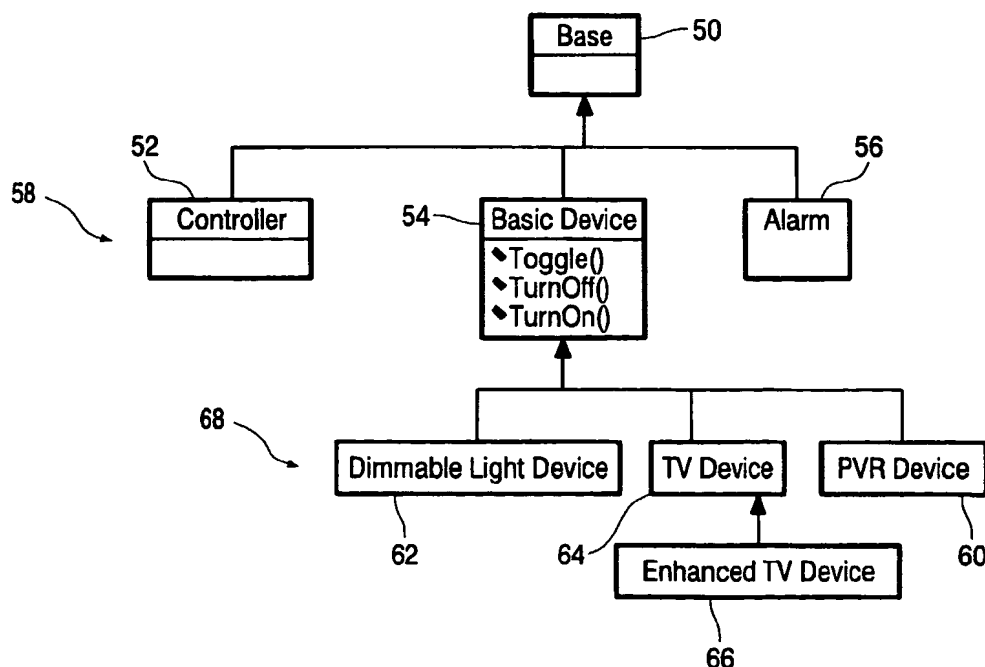 Base
50
52
56
58
Controller
54
Basic Device
Alarm
Toggle()
TurnOff()
TurnOn()
68
Dimmable Light Device
TV Device
PVR Device
62
64
60
Enhanced TV Device
66